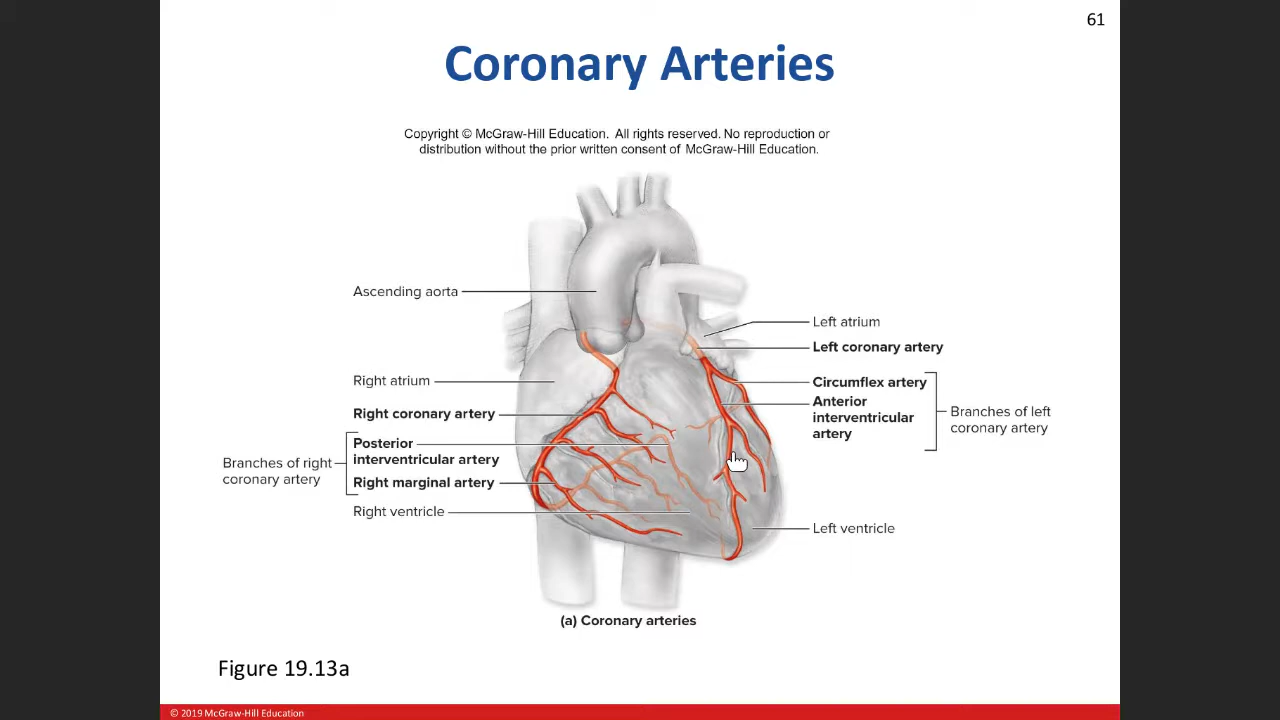 61
Coronary Arteries
Copyright © McGraw-Hill Education. All rights reserved. No reproduction or
distribution without the prior written consent of McGraw-Hill Education.
Ascending aorta
Left atrium
Left coronary artery
Right atrium
Circumflex artery
Anterior
interventricular
artery
Branches of left
coronary artery
Right coronary artery
Posterior
interventricular artery
Branches of right
coronary artery
Right marginal artery
Right ventricle
Left ventricle
(a) Coronary arteries
Figure 19.13a
© 2019 McGraw-Hill Education